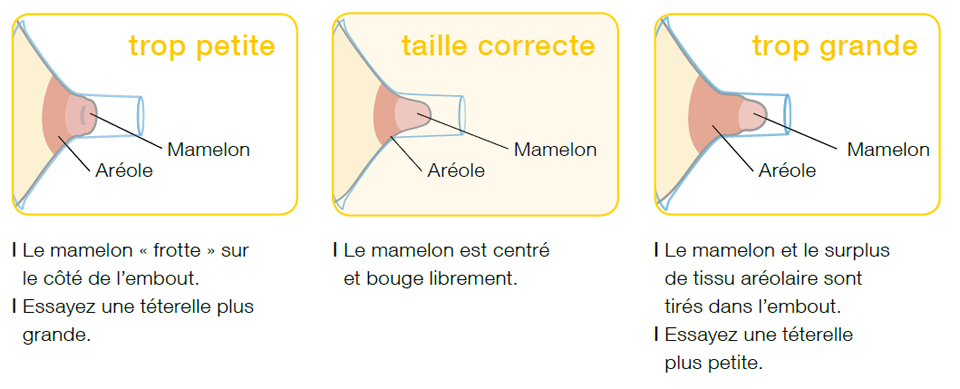 trop petite
Mamelon
Aréole
I Le mamelon « frotte » sur
le côté de l’embout.
I Essayez une téterelle plus
grande.
taille correcte
Mamelon
Aréole
I Le mamelon est centré
et bouge librement.
trop grande
Mamelon
Aréole
I Le mamelon et le surplus
de tissu aréolaire sont
tirés dans l’embout.
I Essayez une téterelle
plus petite.